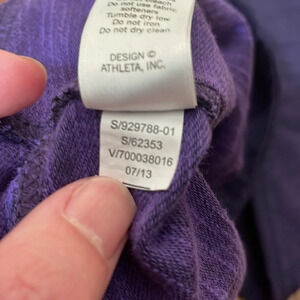 Do not use fabric
softeners
Tumble dry low
Do not iron
Do not dry clean
DESIGN ©
ATHLETA, INC.
S/929788-01
S/62353
V/700038016
07/13